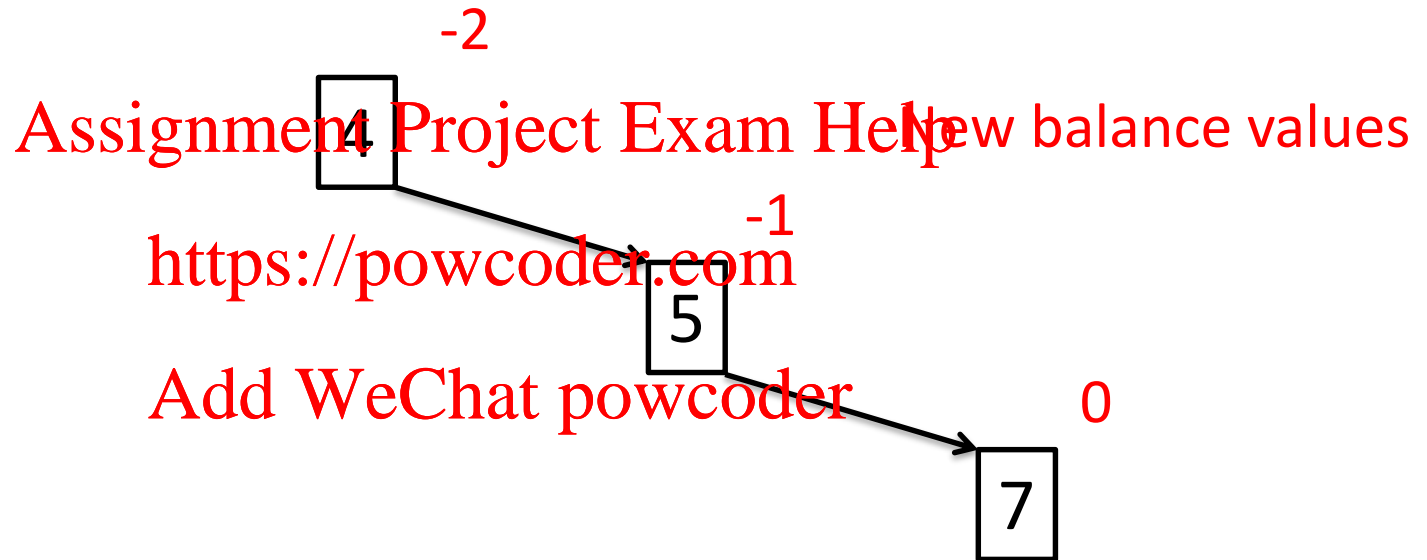 -2
Assignment Project Exam Help
4
New balance values
-1
https://powcoder.com
5
Add WeChat powcoder
0
7